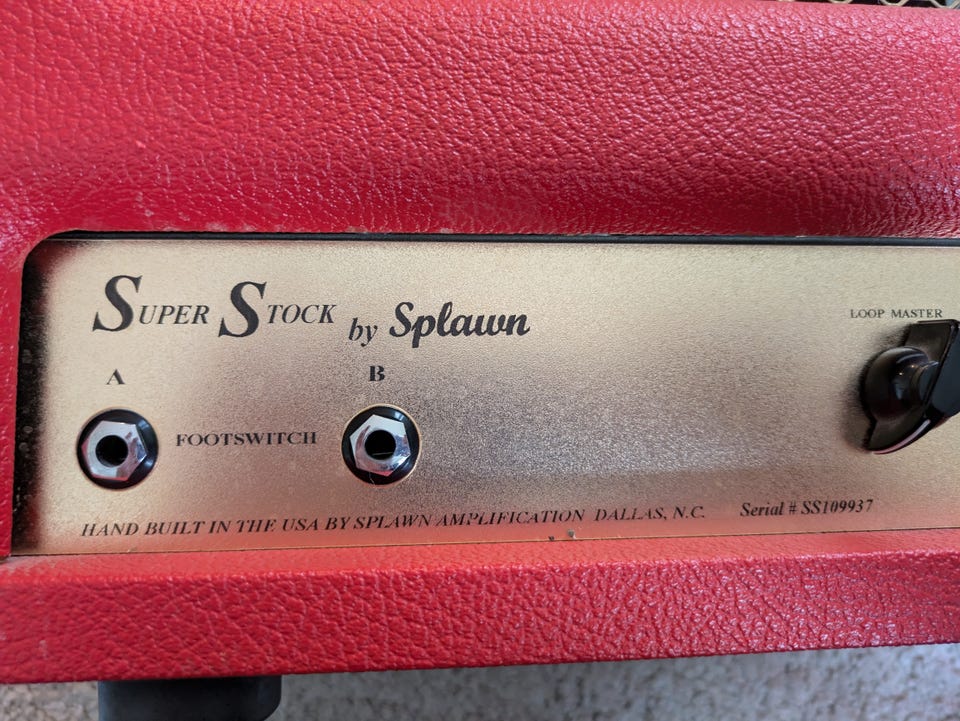 SUPER STOCK by Splawn
LOOP MASTER
A
B
FOOTSWITCH
HAND BUILT IN THE USA BY SPLAWN AMPLIFICATION DALLAS, N.C.
Serial # SS109937